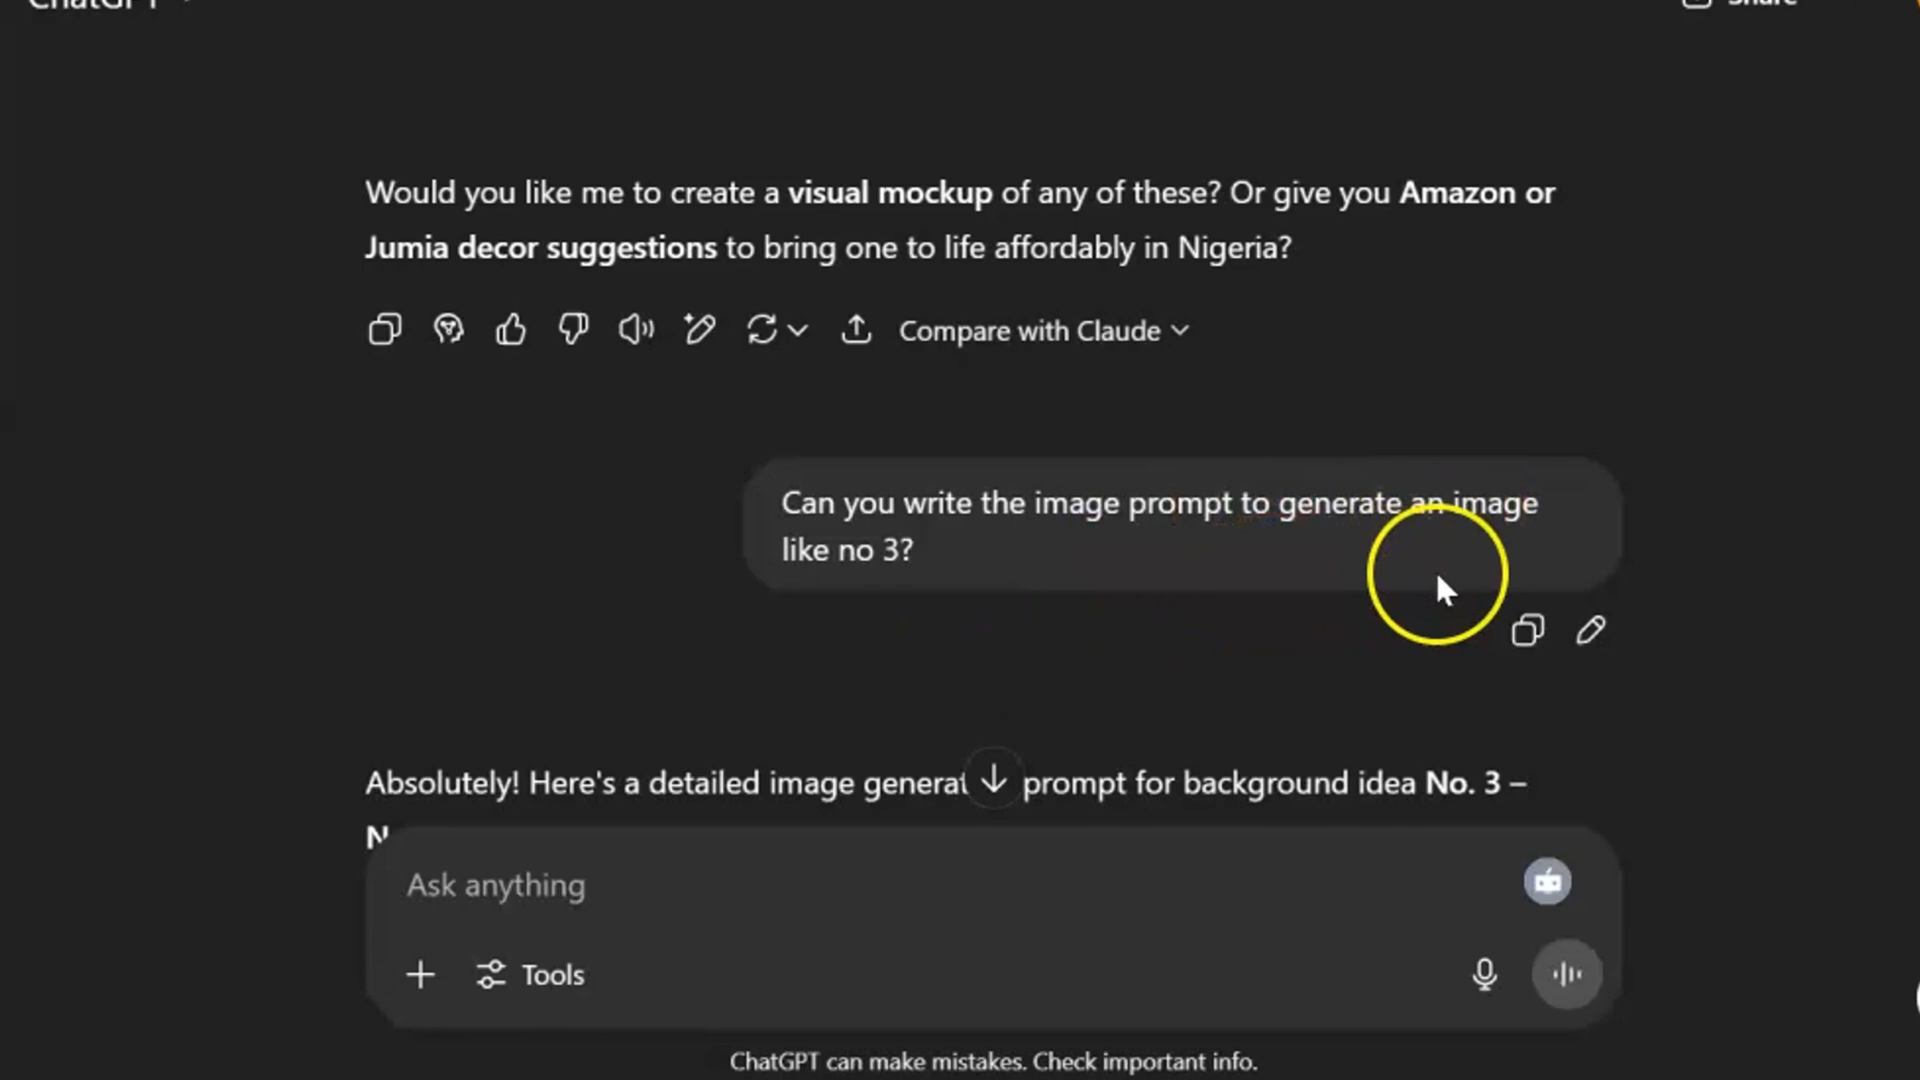 ChatGPT
Share
Would you like me to create a visual mockup of any of these? Or give you Amazon or
Jumia decor suggestions to bring one to life affordably in Nigeria?
Compare with Claude
Can you write the image prompt to generate an image
like no 3?
Absolutely! Here's a detailed image generat prompt for background idea No. 3 –
Ask anything
Tools
ChatGPT can make mistakes. Check important info.